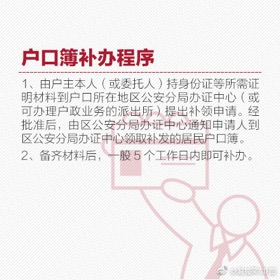 户口簿补办程序
1、由户主本人（或委托人）持身份证等所需证
明材料到户口所在地区公安分局办证中心（或
可办理户政业务的派出所）提出补领申请。经
批准后，由区公安分局办证中心通知申请人到
区公安分局办证中心领取补发的居民户口簿。
2、备齐材料后，一般５个工作日内即可补办。